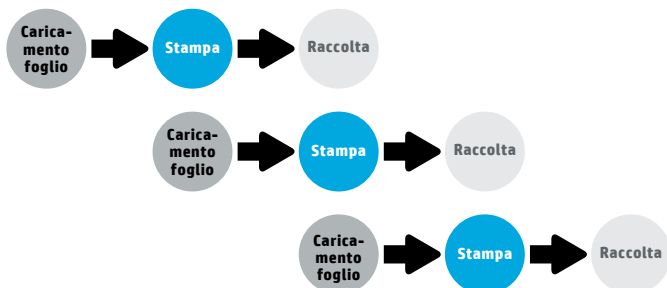 Carica-
mento
foglio
Stampa
Raccolta
Carica-
mento
foglio
Stampa
Raccolta
Carica-
mento
foglio
Stampa
Raccolta